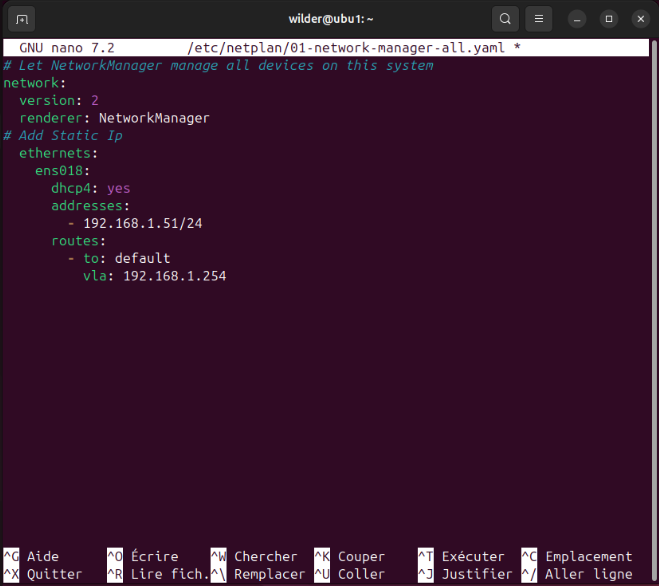 wilder@ubu1: ~
GNU nano 7.2 /etc/netplan/01-network-manager-all.yaml *
# Let NetworkManager manage all devices on this system
network:
  version: 2
  renderer: NetworkManager
# Add Static Ip
  ethernets:
    ens018:
      dhcp4: yes
      addresses:
        - 192.168.1.51/24
      routes:
        - to: default
          vla: 192.168.1.254
^G Aide ^O Écrire ^W Chercher ^K Couper ^T Exécuter ^C Emplacement
^X Quitter ^R Lire fich. ^\ Remplacer ^U Coller ^J Justifier ^/ Aller ligne